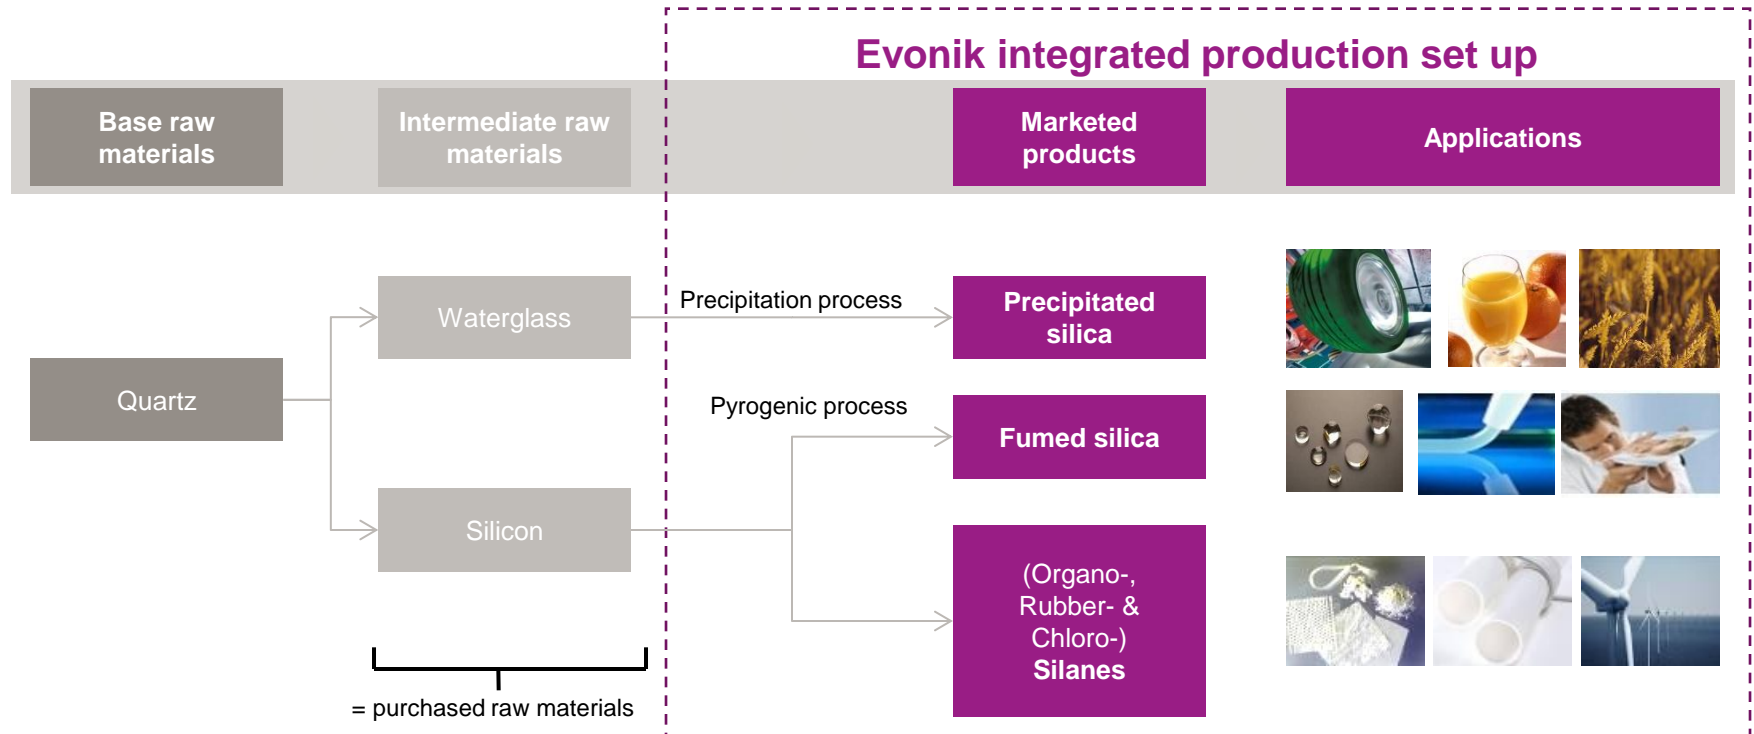 Evonik integrated production set up
Base raw
materials
Intermediate raw
materials
Marketed
products
Applications
Quartz
Waterglass
Silicon
Precipitation process
Pyrogenic process
Precipitated
silica
Fumed silica
(Organo-,
Rubber- &
Chloro-)
Silanes
= purchased raw materials